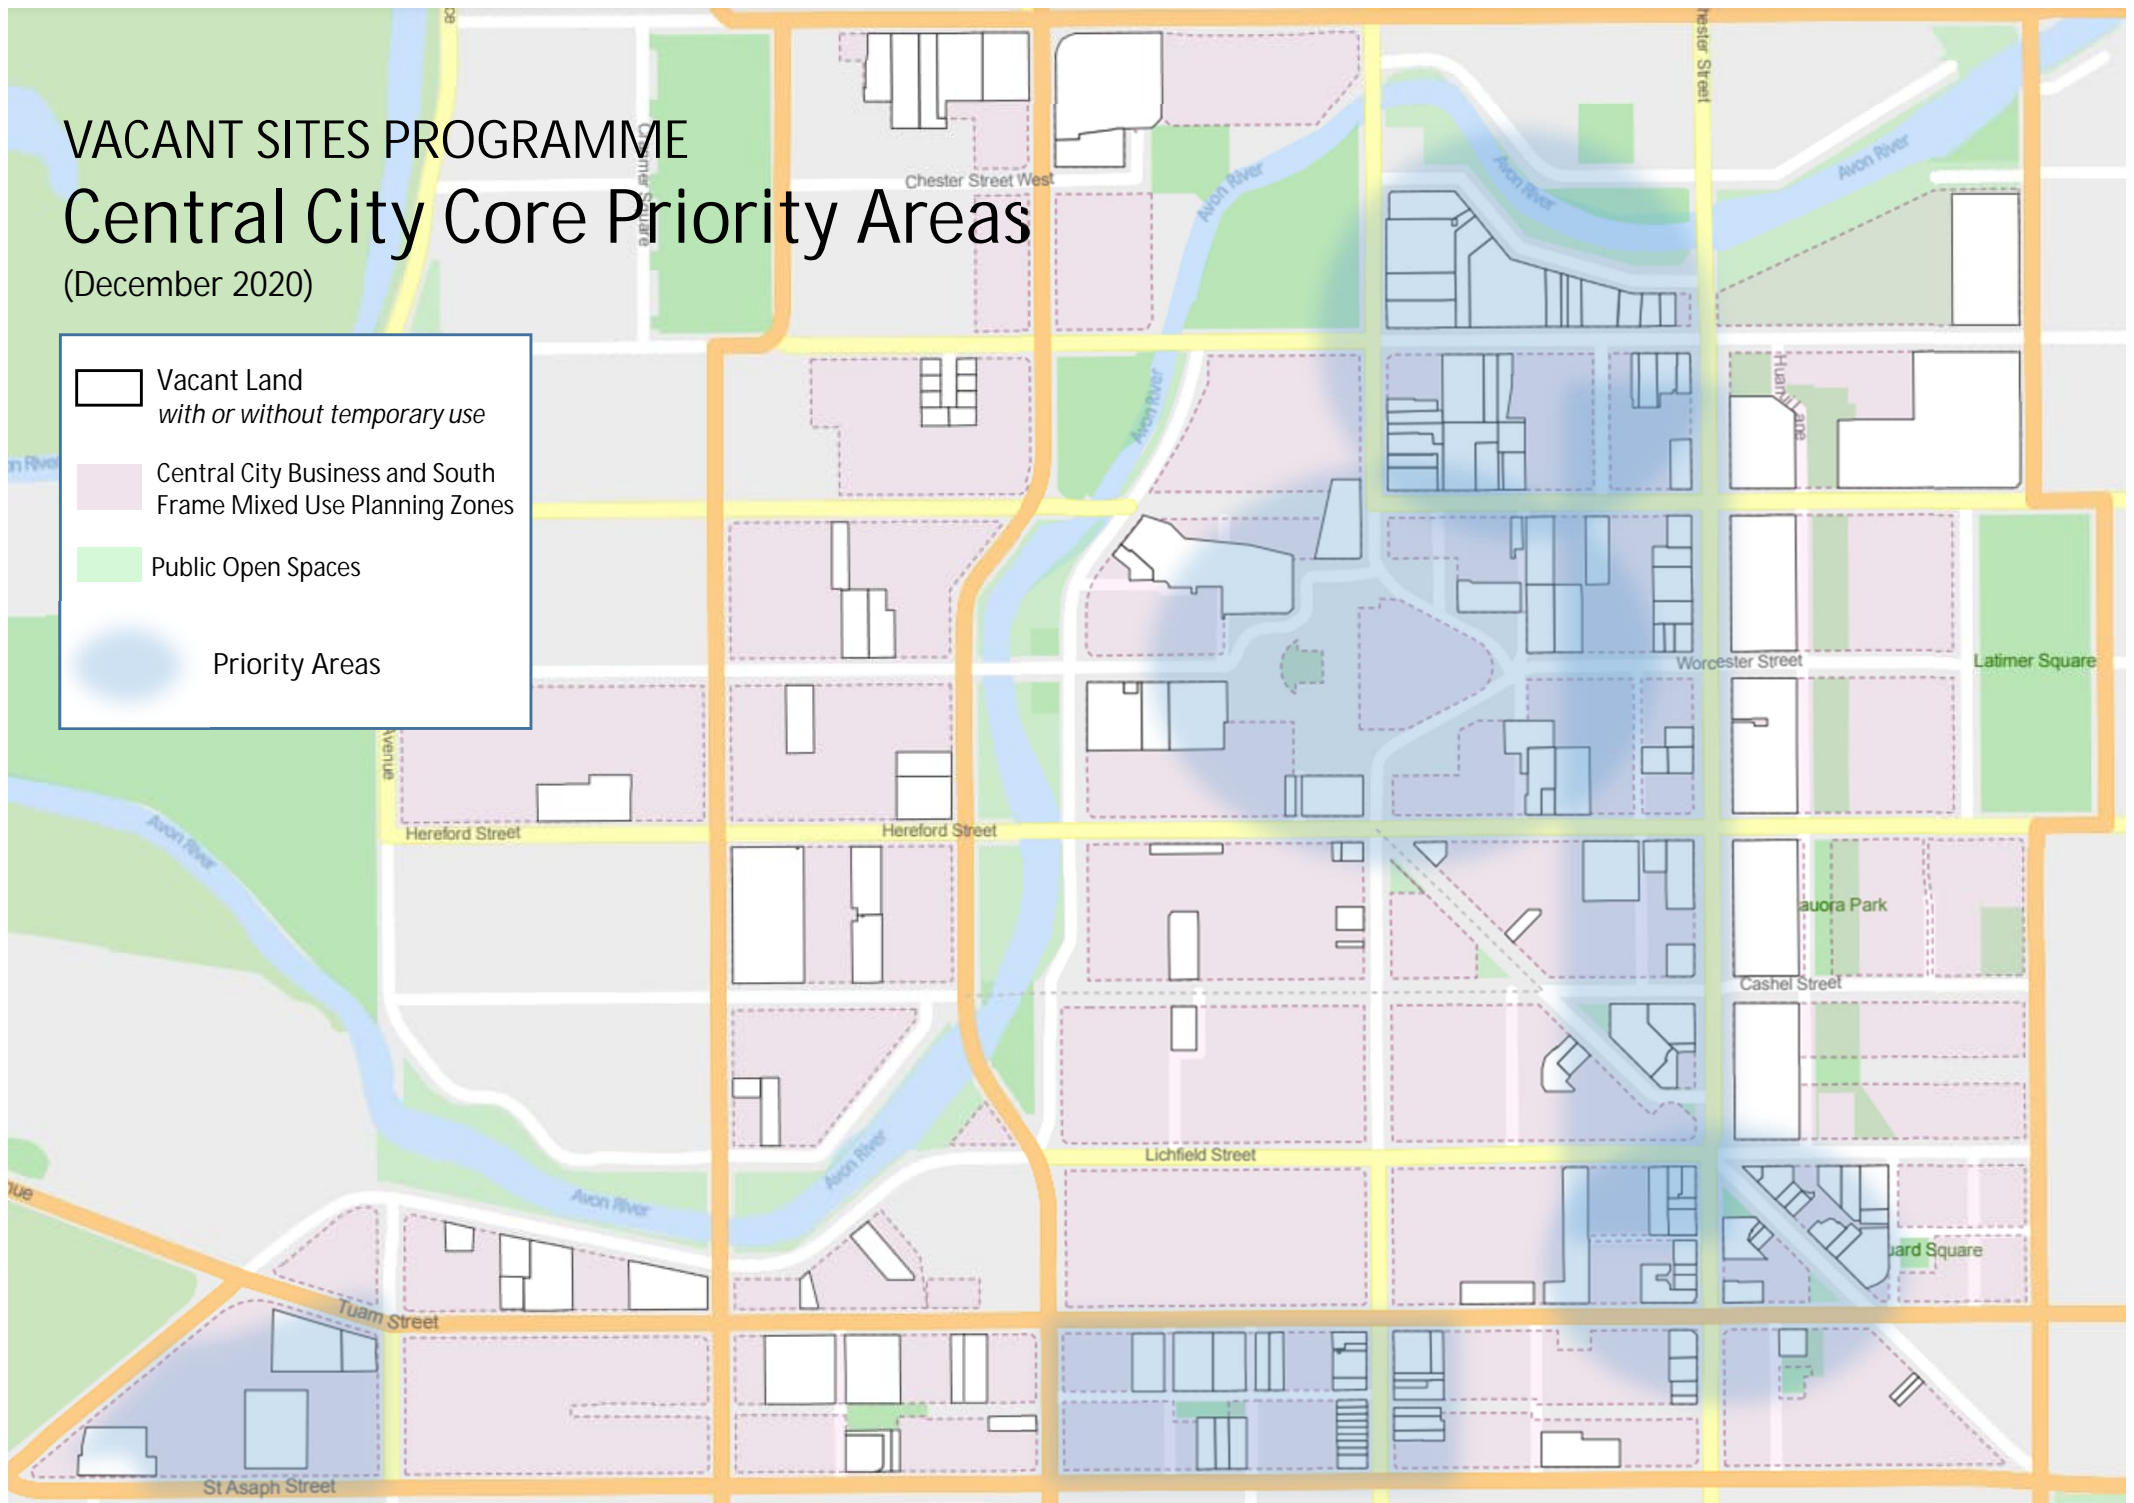 VACANT SITES PROGRAMME
Central City Core Priority Areas
(December 2020)
Vacant Land
with or without temporary use
Central City Business and South
Frame Mixed Use Planning Zones
Public Open Spaces
Priority Areas
Chester Street West
Avon River
Avon River
Avon River
Avon River
Worcester Street
Latimer Square
Hereford Street
Hereford Street
Avon River
Cashel Street
Lichfield Street
Avon River
Avon River
Tuam Street
St Asaph Street